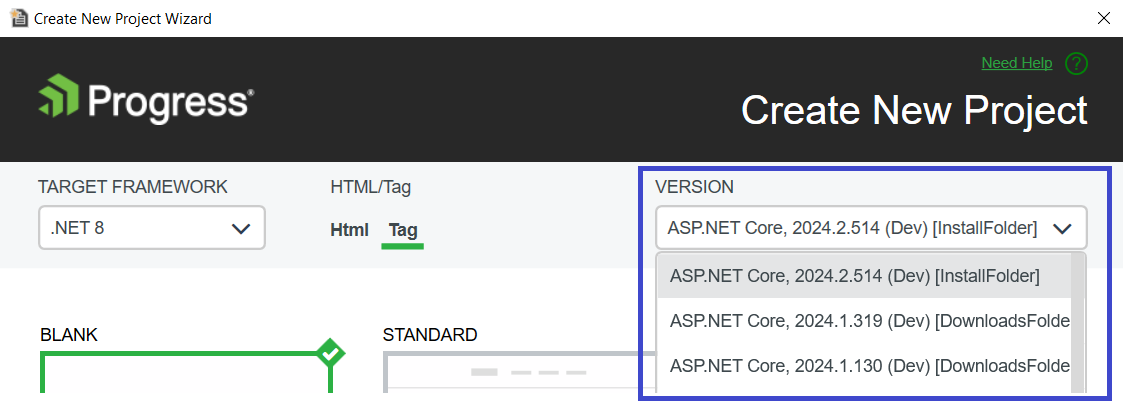 Create New Project Wizard
Need Help ?
Progress®
Create New Project
TARGET FRAMEWORK
HTML/Tag
VERSION
.NET 8
Html Tag
ASP.NET Core, 2024.2.514 (Dev) [InstallFolder]
ASP.NET Core, 2024.2.514 (Dev) [InstallFolder]
ASP.NET Core, 2024.1.319 (Dev) [DownloadsFolde
ASP.NET Core, 2024.1.130 (Dev) [DownloadsFolde
BLANK
STANDARD